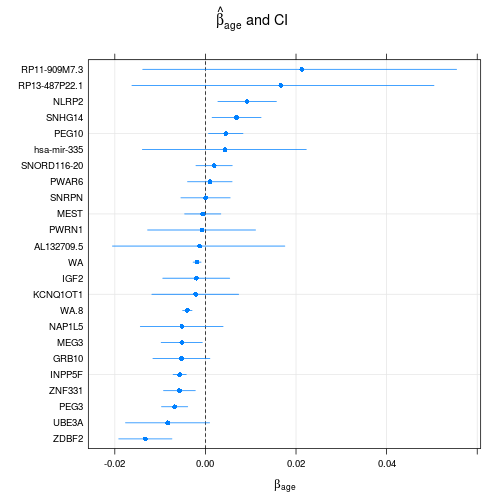 β̂age and CI
RP11-909M7.3
RP13-487P22.1
NLRP2
SNHG14
PEG10
hsa-mir-335
SNORD116-20
PWAR6
SNRPN
MEST
PWRN1
AL132709.5
WA
IGF2
KCNQ1OT1
WA.8
NAP1L5
MEG3
GRB10
INPP5F
ZNF331
PEG3
UBE3A
ZDBF2
-0.02 0.00 0.02 0.04
βage